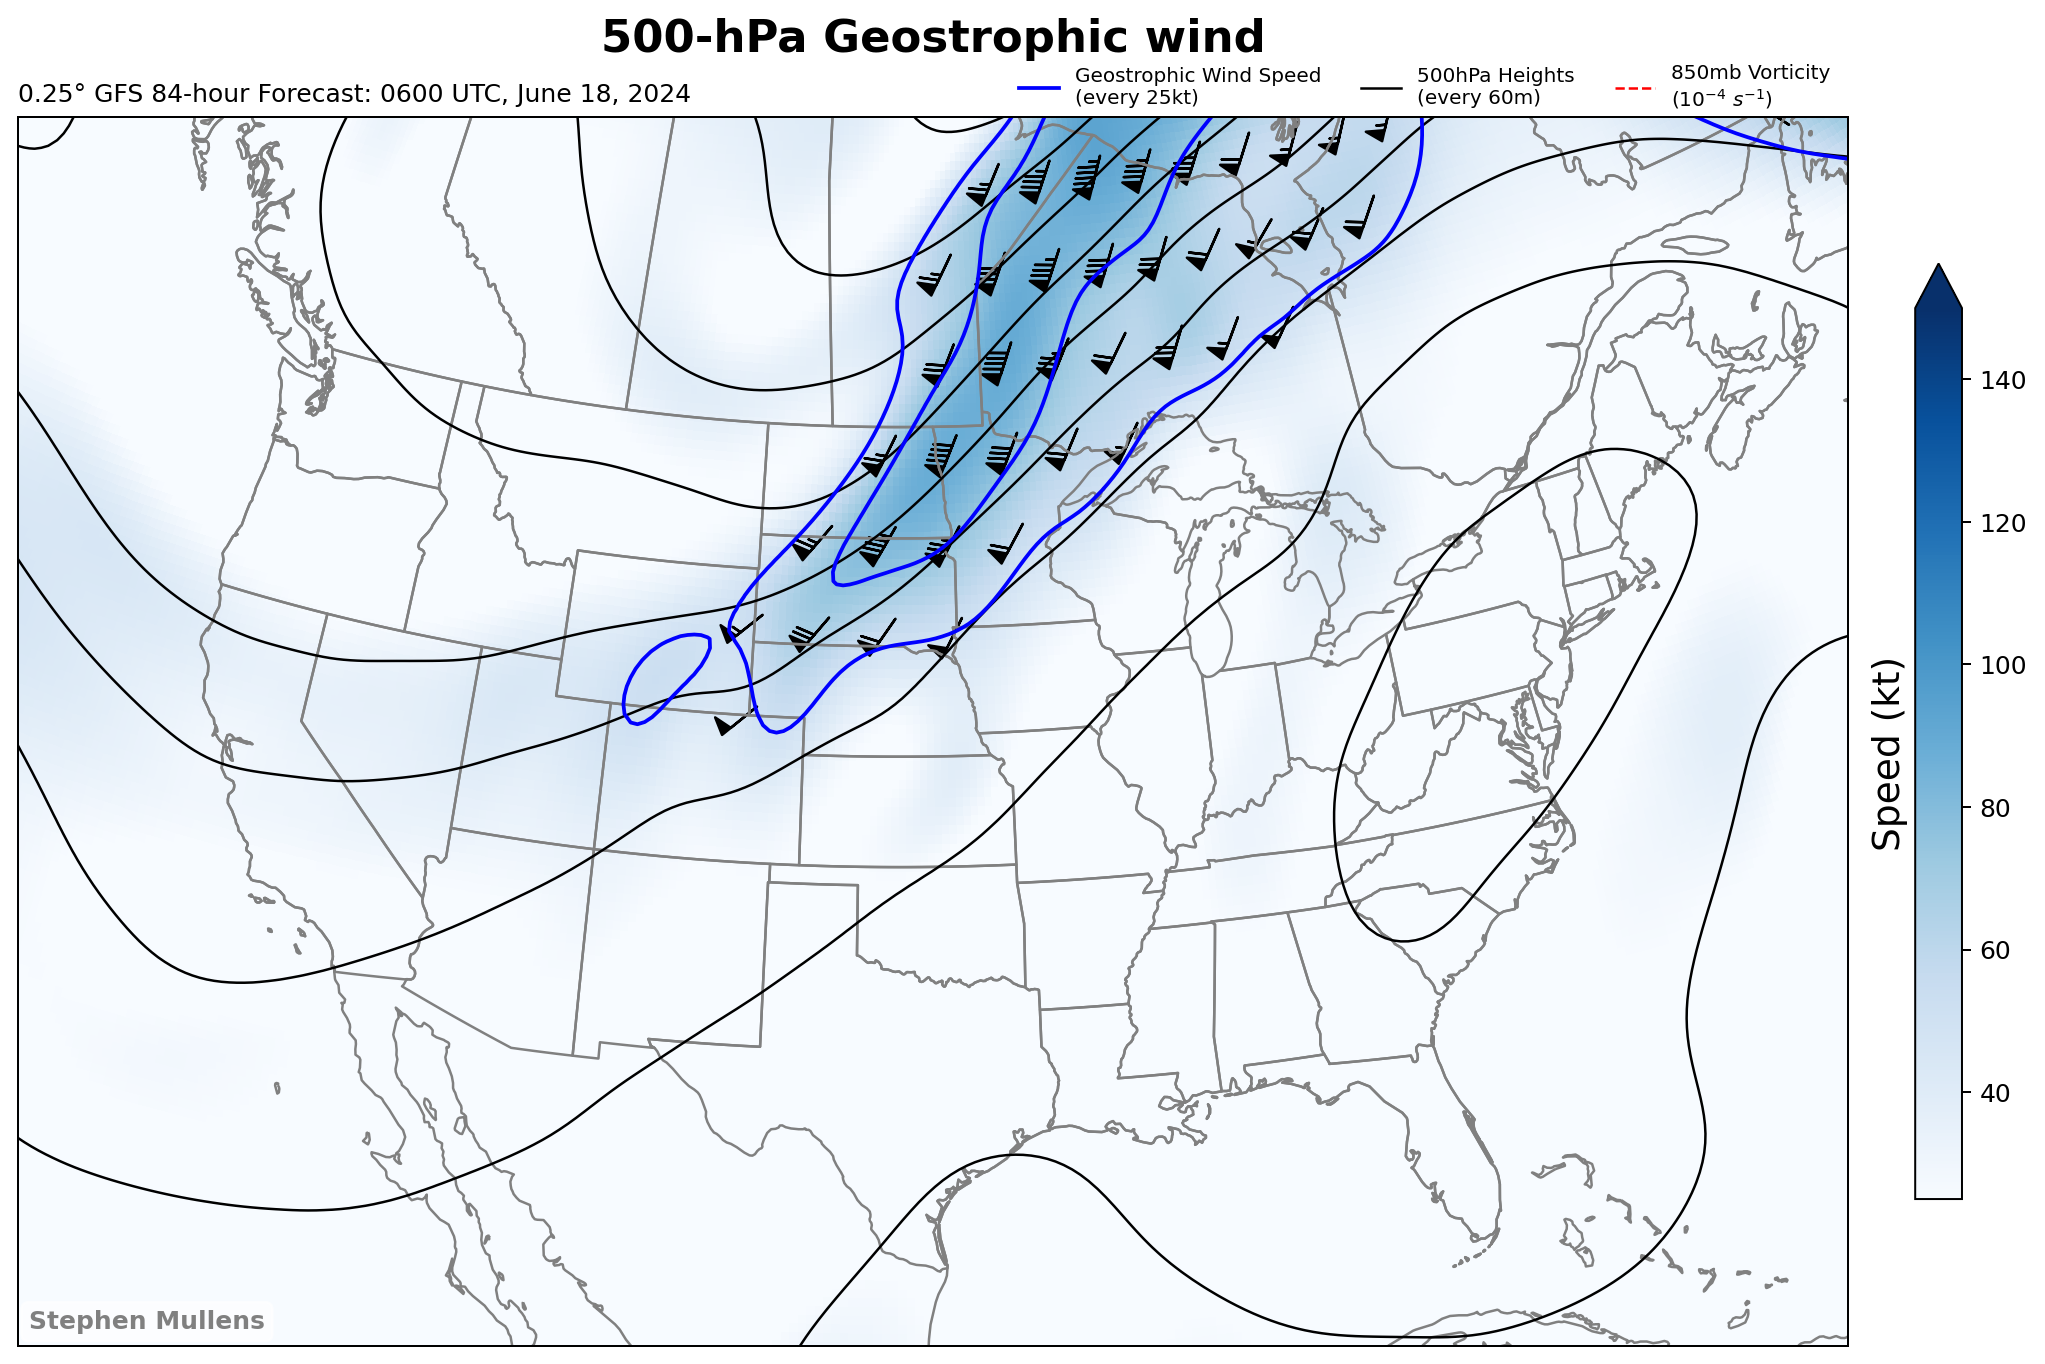 500-hPa Geostrophic wind
0.25° GFS 84-hour Forecast: 0600 UTC, June 18, 2024
Geostrophic Wind Speed
(every 25kt)
500hPa Heights
(every 60m)
850mb Vorticity
(10⁻⁴ s⁻¹)
140
120
100
80
60
40
Speed (kt)
Stephen Mullens